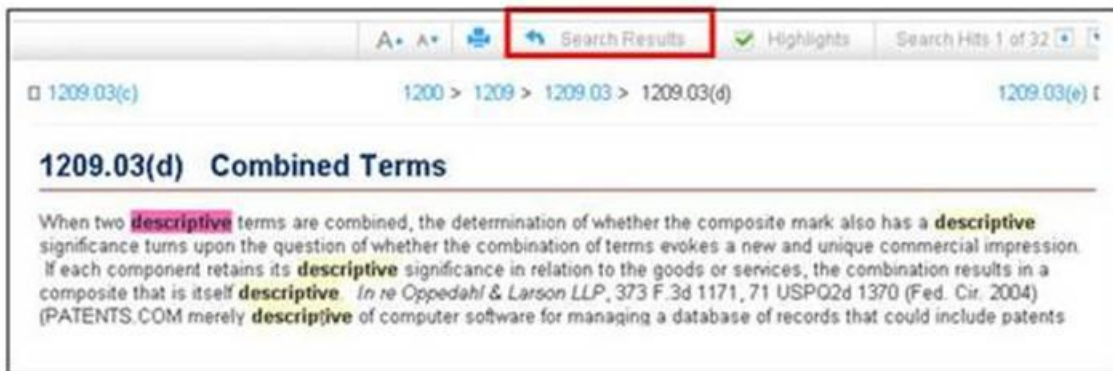 A A Search Results Highlights Search Hits 1 of 32
1209.03(c) 1200 > 1209 > 1209.03 > 1209.03(d) 1209.03(e)
1209.03(d) Combined Terms
When two descriptive terms are combined, the determination of whether the composite mark also has a descriptive
significance turns upon the question of whether the combination of terms evokes a new and unique commercial impression.
If each component retains its descriptive significance in relation to the goods or services, the combination results in a
composite that is itself descriptive. In re Oppedahl & Larson LLP, 373 F.3d 1171, 71 USPQ2d 1370 (Fed. Cir. 2004)
(PATENTS.COM merely descriptive of computer software for managing a database of records that could include patents